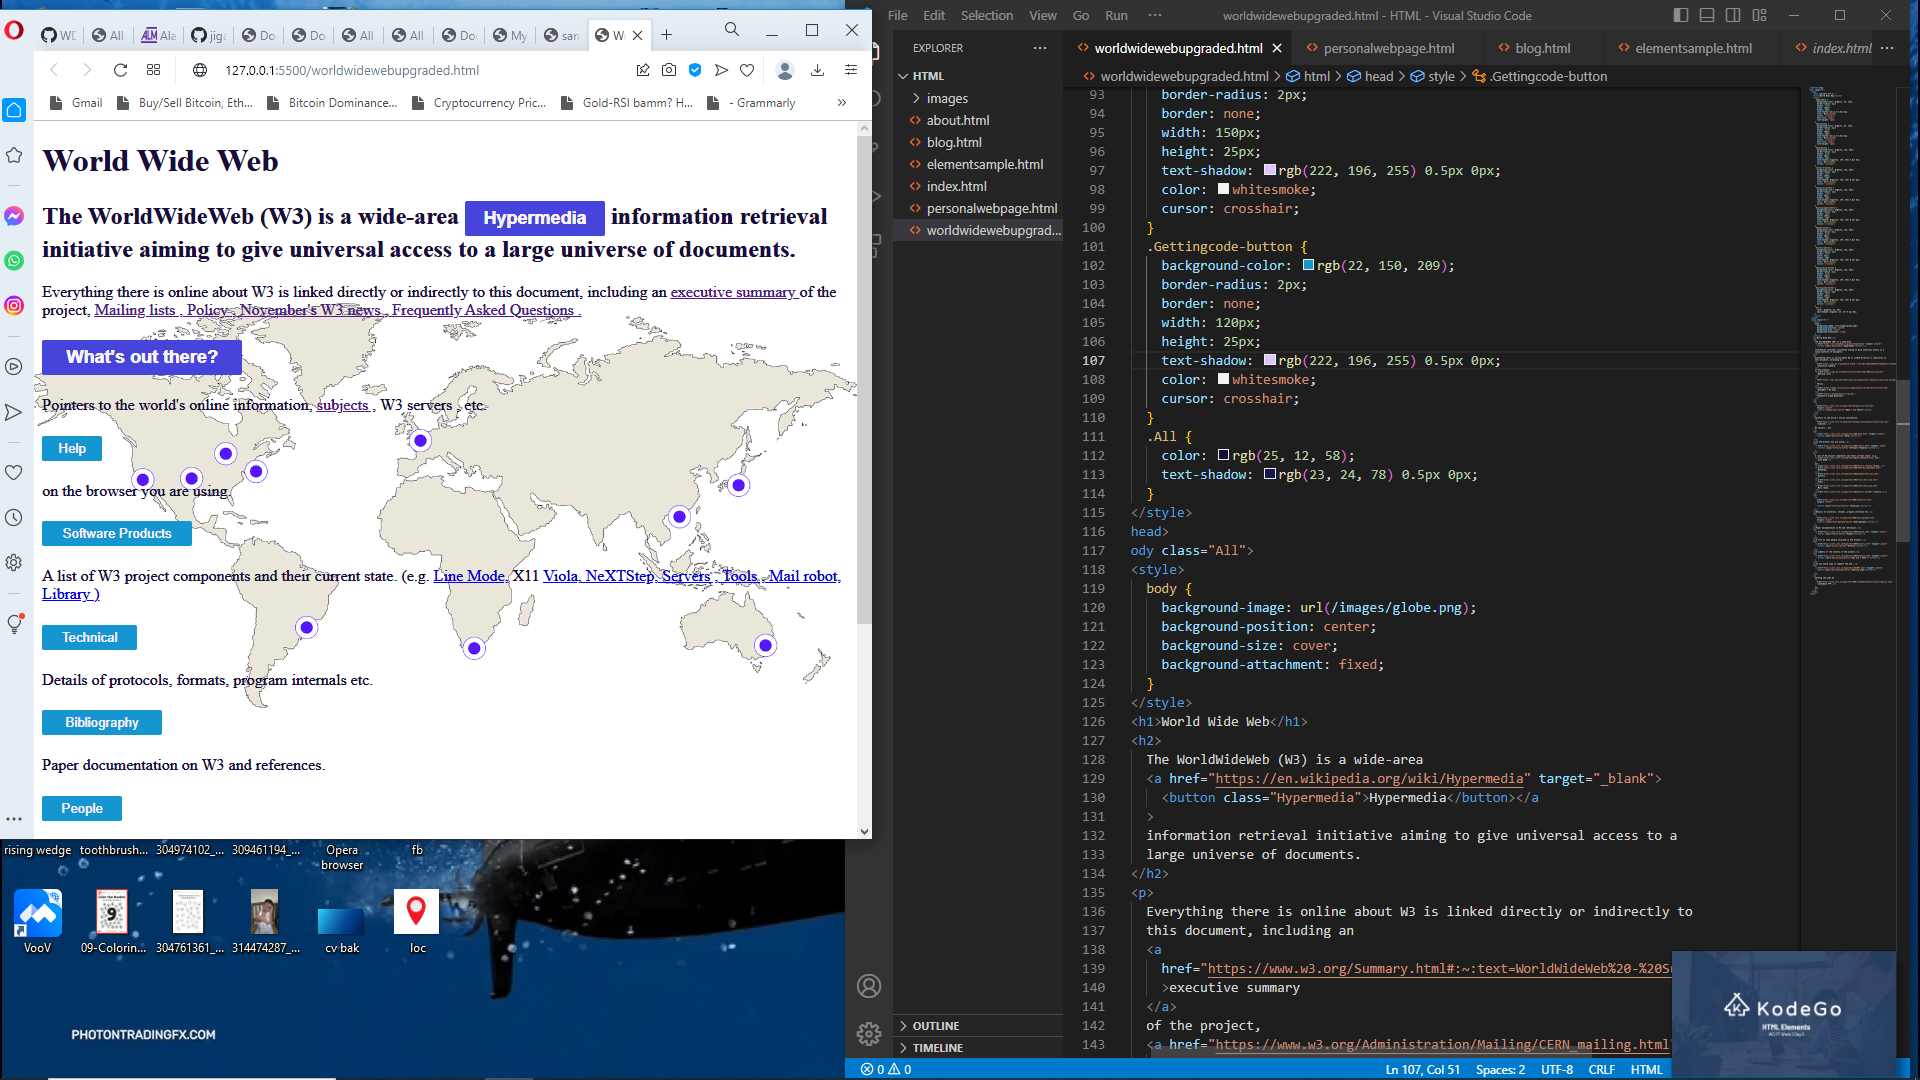 WD
All
ALM Ala
jiga
Do
Do
All
All
Do
My
san
W
127.0.0.1:5500/worldwidewebupgraded.html
Gmail
Buy/Sell Bitcoin, Eth...
Bitcoin Dominance...
Cryptocurrency Pric...
Gold-RSI bamm? H...
- Grammarly
World Wide Web
The WorldWideWeb (W3) is a wide-area Hypermedia information retrieval
initiative aiming to give universal access to a large universe of documents.
Everything there is online about W3 is linked directly or indirectly to this document, including an executive summary of the
project, Mailing lists , Policy , November's W3 news , Frequently Asked Questions .
What's out there?
Pointers to the world's online information, subjects , W3 servers , etc.
Help
on the browser you are using.
Software Products
A list of W3 project components and their current state. (e.g. Line Mode, X11 Viola, NeXTStep, Servers , Tools , Mail robot,
Library )
Technical
Details of protocols, formats, program internals etc.
Bibliography
Paper documentation on W3 and references.
People
rising wedge
toothbrush...
304974102_...
309461194_...
Opera
browser
fb
VooV
09-Colorin...
304761361_...
314474287_...
cv bak
loc
PHOTONTRADINGFX.COM
File Edit Selection View Go Run ···
worldwidewebupgraded.html - HTML - Visual Studio Code
EXPLORER
HTML
images
about.html
blog.html
elementsample.html
index.html
personalwebpage.html
worldwidewebupgrad...
OUTLINE
TIMELINE
worldwidewebupgraded.html
personalwebpage.html
blog.html
elementsample.html
index.html
worldwidewebupgraded.html > html > head > style > .Gettingcode-button
93 border-radius: 2px;
94 border: none;
95 width: 150px;
96 height: 25px;
97 text-shadow: rgb(222, 196, 255) 0.5px 0px;
98 color: whitesmoke;
99 cursor: crosshair;
100 }
101 .Gettingcode-button {
102 background-color: rgb(22, 150, 209);
103 border-radius: 2px;
104 border: none;
105 width: 120px;
106 height: 25px;
107 text-shadow: rgb(222, 196, 255) 0.5px 0px;
108 color: whitesmoke;
109 cursor: crosshair;
110 }
111 .All {
112 color: rgb(25, 12, 58);
113 text-shadow: rgb(23, 24, 78) 0.5px 0px;
114 }
115 </style>
116 head>
117 ody class="All">
118 <style>
119 body {
120 background-image: url(/images/globe.png);
121 background-position: center;
122 background-size: cover;
123 background-attachment: fixed;
124 }
125 </style>
126 <h1>World Wide Web</h1>
127 <h2>
128 The WorldWideWeb (W3) is a wide-area
129 <a href="https://en.wikipedia.org/wiki/Hypermedia" target="_blank">
130 <button class="Hypermedia">Hypermedia</button></a
131 >
132 information retrieval initiative aiming to give universal access to a
133 large universe of documents.
134 </h2>
135 <p>
136 Everything there is online about W3 is linked directly or indirectly to
137 this document, including an
138 <a
139 href="https://www.w3.org/Summary.html#:~:text=WorldWideWeb%20-%20Su
140 >executive summary
141 </a>
142 of the project,
143 <a href="https://www.w3.org/Administration/Mailing/CERN_mailing.html"
KodeGo
HTML Elements
0 0
Ln 107, Col 51
Spaces: 2
UTF-8
CRLF
HTML